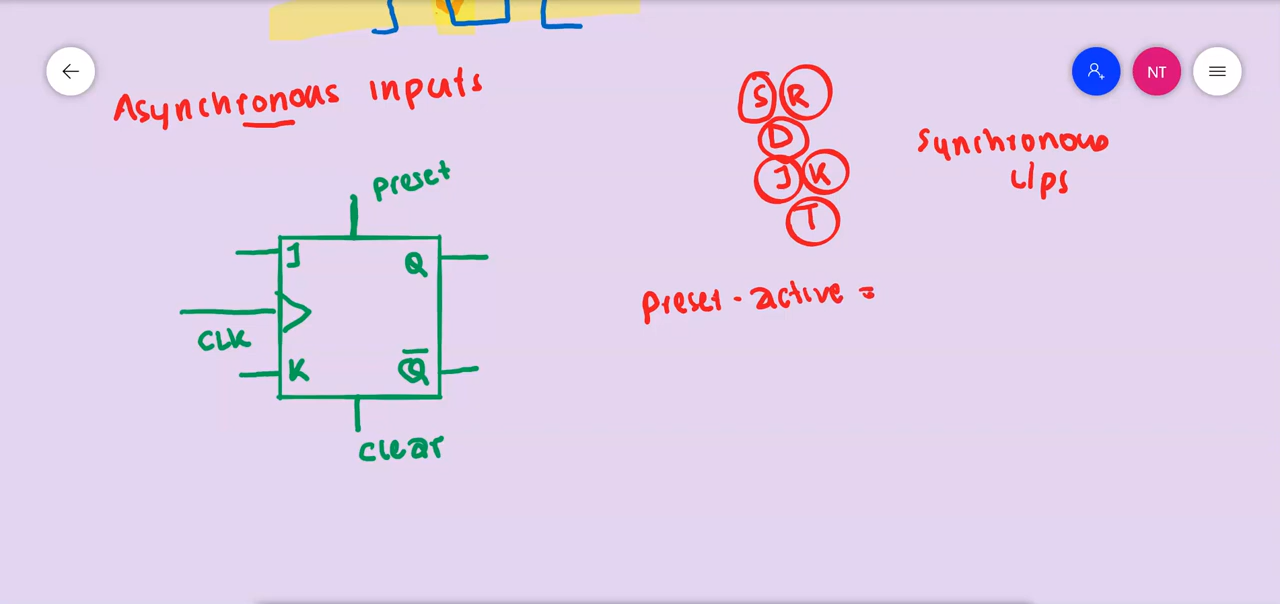 Asynchronous inputs
S R
D
J K
T
Synchronous
i/ps
preset
J
Q
CLK
K
Q̅
clear
preset - active =
NT